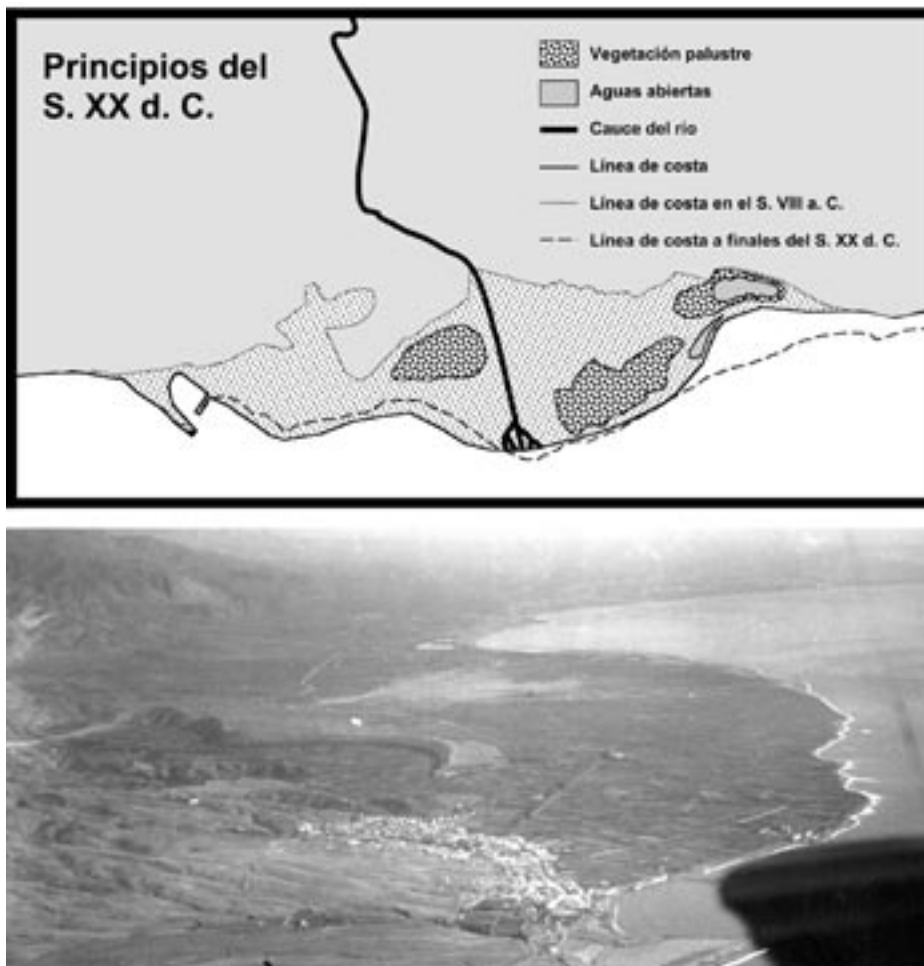 Principios del
S. XX d. C.
Vegetación palustre
Aguas abiertas
Cauce del río
Línea de costa
Línea de costa en el S. VIII a. C.
Línea de costa a finales del S. XX d. C.